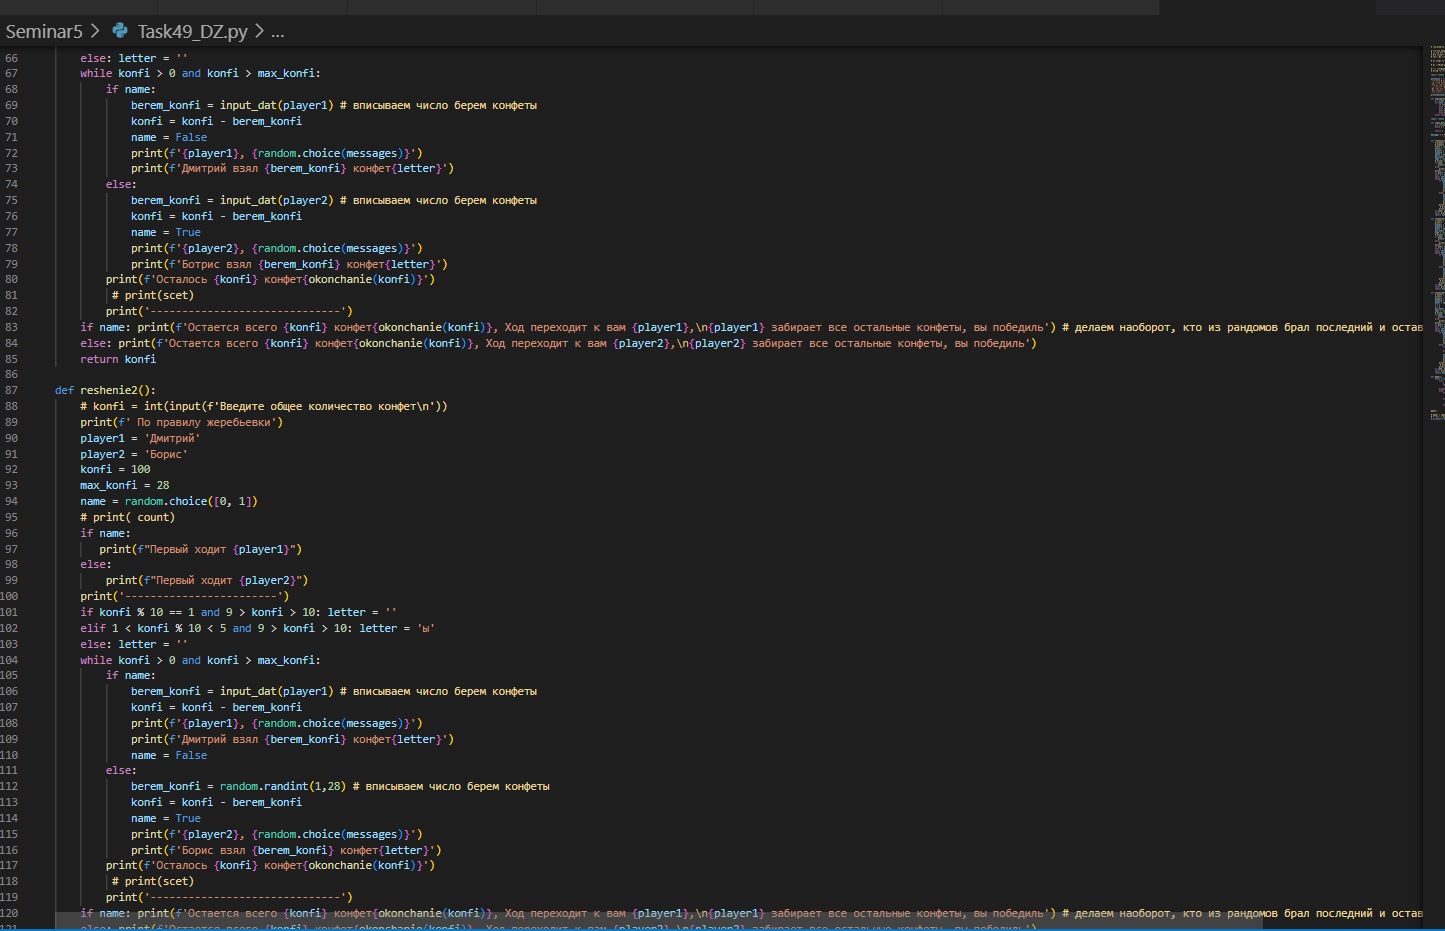 Seminar5 > Task49_DZ.py > ...
66 else: letter = ''
67 while konfi > 0 and konfi > max_konfi:
68 if name:
69 berem_konfi = input_dat(player1) # вписываем число берем конфеты
70 konfi = konfi - berem_konfi
71 name = False
72 print(f'{player1}, {random.choice(messages)}')
73 print(f'Дмитрий взял {berem_konfi} конфет{letter}')
74 else:
75 berem_konfi = input_dat(player2) # вписываем число берем конфеты
76 konfi = konfi - berem_konfi
77 name = True
78 print(f'{player2}, {random.choice(messages)}')
79 print(f'Ботрис взял {berem_konfi} конфет{letter}')
80 print(f'Осталось {konfi} конфет{okonchanie(konfi)}')
81 # print(scet)
82 print('------------------------------')
83 if name: print(f'Остается всего {konfi} конфет{okonchanie(konfi)}, Ход переходит к вам {player1},\n{player1} забирает все остальные конфеты, вы победиль') # делаем наоборот, кто из рандомов брал последний и остав
84 else: print(f'Остается всего {konfi} конфет{okonchanie(konfi)}, Ход переходит к вам {player2},\n{player2} забирает все остальные конфеты, вы победиль')
85 return konfi
86
87 def reshenie2():
88 # konfi = int(input(f'Введите общее количество конфет\n'))
89 print(f' По правилу жеребьевки')
90 player1 = 'Дмитрий'
91 player2 = 'Борис'
92 konfi = 100
93 max_konfi = 28
94 name = random.choice([0, 1])
95 # print( count)
96 if name:
97 print(f"Первый ходит {player1}")
98 else:
99 print(f"Первый ходит {player2}")
100 print('------------------------')
101 if konfi % 10 == 1 and 9 > konfi > 10: letter = ''
102 elif 1 < konfi % 10 < 5 and 9 > konfi > 10: letter = 'ы'
103 else: letter = ''
104 while konfi > 0 and konfi > max_konfi:
105 if name:
106 berem_konfi = input_dat(player1) # вписываем число берем конфеты
107 konfi = konfi - berem_konfi
108 print(f'{player1}, {random.choice(messages)}')
109 print(f'Дмитрий взял {berem_konfi} конфет{letter}')
110 name = False
111 else:
112 berem_konfi = random.randint(1,28) # вписываем число берем конфеты
113 konfi = konfi - berem_konfi
114 name = True
115 print(f'{player2}, {random.choice(messages)}')
116 print(f'Борис взял {berem_konfi} конфет{letter}')
117 print(f'Осталось {konfi} конфет{okonchanie(konfi)}')
118 # print(scet)
119 print('------------------------------')
120 if name: print(f'Остается всего {konfi} конфет{okonchanie(konfi)}, Ход переходит к вам {player1},\n{player1} забирает все остальные конфеты, вы победиль') # делаем наоборот, кто из рандомов брал последний и остав